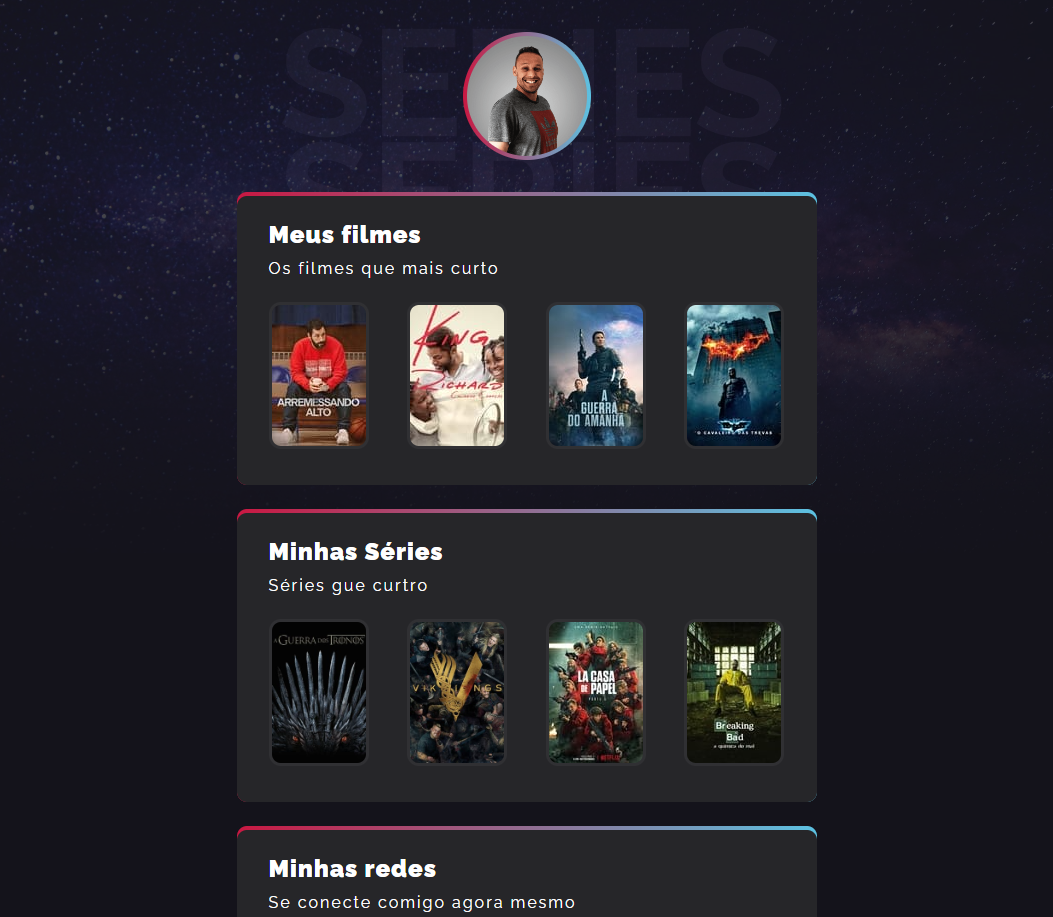 SERIES
SERIES
Meus filmes
Os filmes que mais curto
ARREMESSANDO
ALTO
KING
RICHARD
A
GUERRA
DO AMANHÃ
O CAVALEIRO DAS TREVAS
Minhas Séries
Séries gue curtro
A GUERRA DOS TRONOS
VIKINGS
LA CASA
DE PAPEL
NETFLIX
Breaking
Bad
a química do mal
Minhas redes
Se conecte comigo agora mesmo